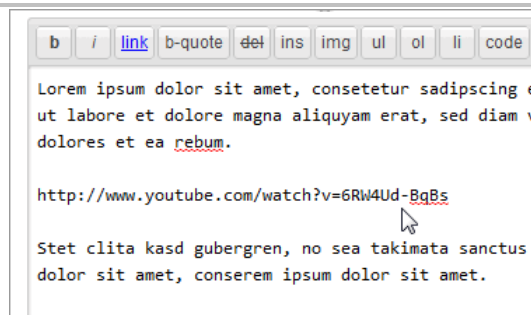 b i link b-quote del ins img ul ol li code
Lorem ipsum dolor sit amet, consetetur sadipscing
ut labore et dolore magna aliquyam erat, sed diam
dolores et ea rebum.
http://www.youtube.com/watch?v=6RW4Ud-BqBs
Stet clita kasd gubergren, no sea takimata sanctus
dolor sit amet, conserem ipsum dolor sit amet.